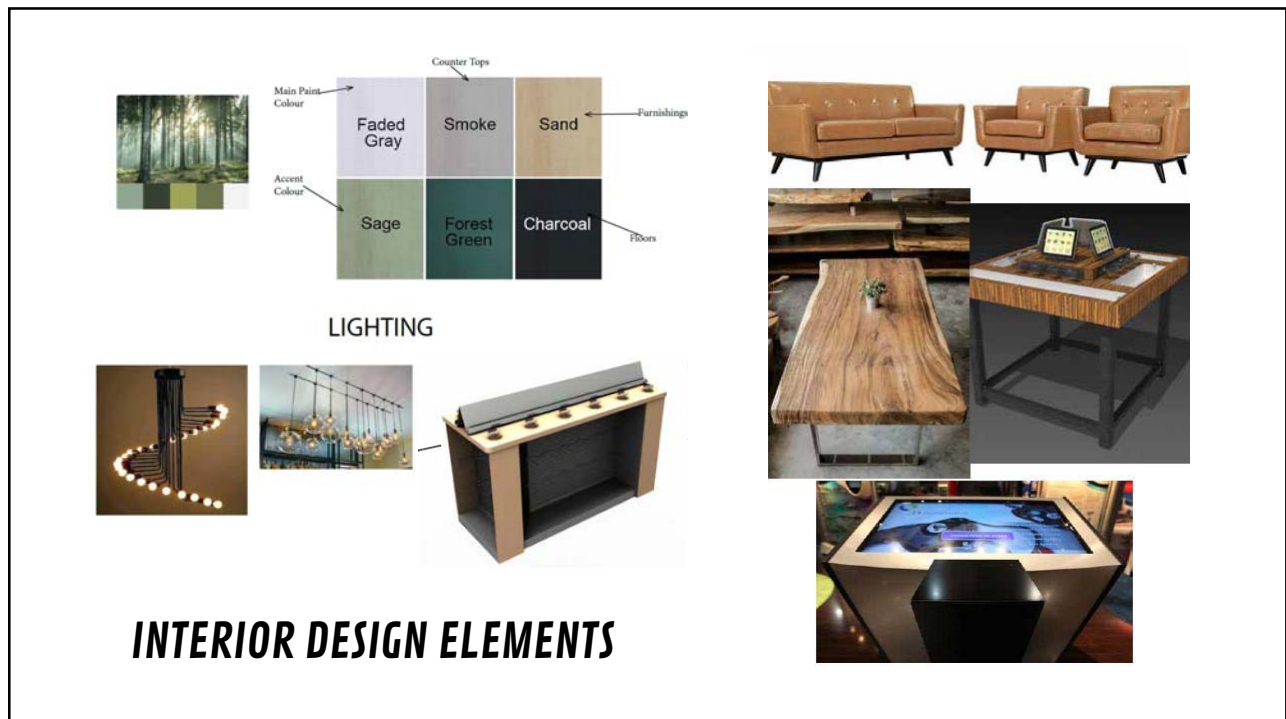 Counter Tops
Main Paint
Colour
Faded
Gray
Smoke
Sand
Furnishings
Accent
Colour
Sage
Forest
Green
Charcoal
Floors
LIGHTING
INTERIOR DESIGN ELEMENTS